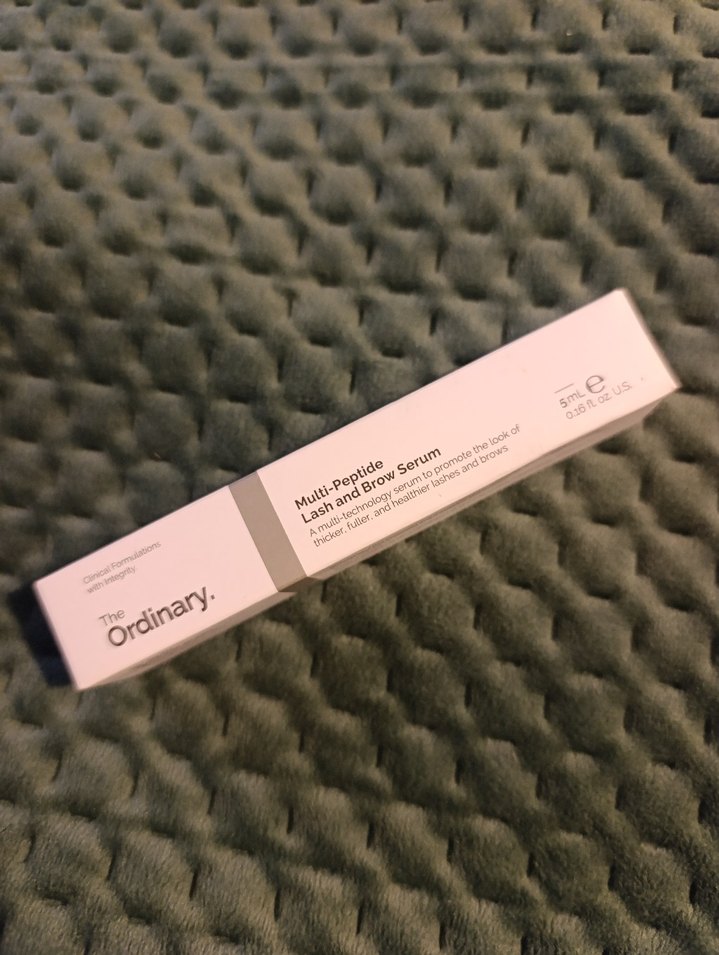 Clinical Formulations
with Integrity.
The
Ordinary.
Multi-Peptide
Lash and Brow Serum
A multi-technology serum to promote the look of
thicker, fuller, and healthier lashes and brows
5 mL e
0.16 fl. oz. U.S.